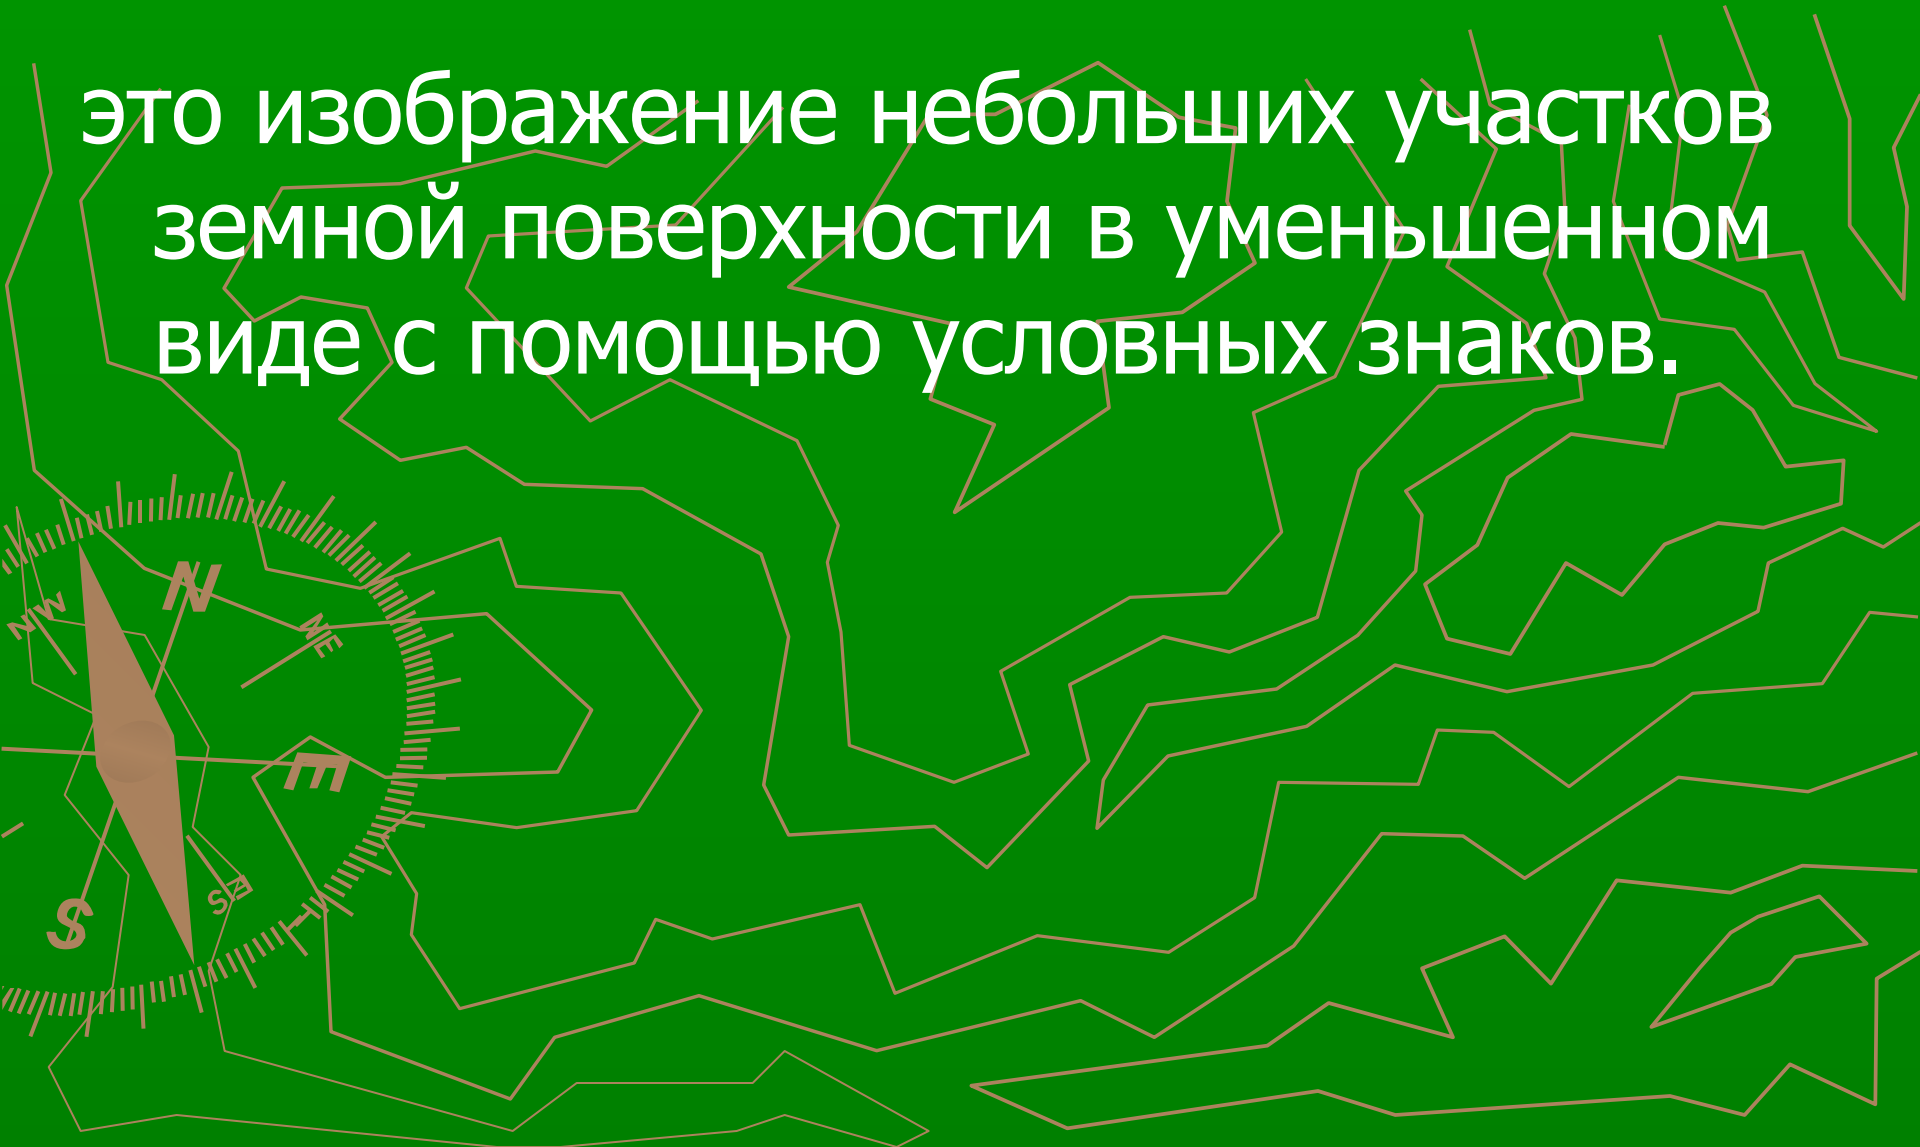 это изображение небольших участков
земной поверхности в уменьшенном
виде с помощью условных знаков.
N
NW
NE
E
SE
S